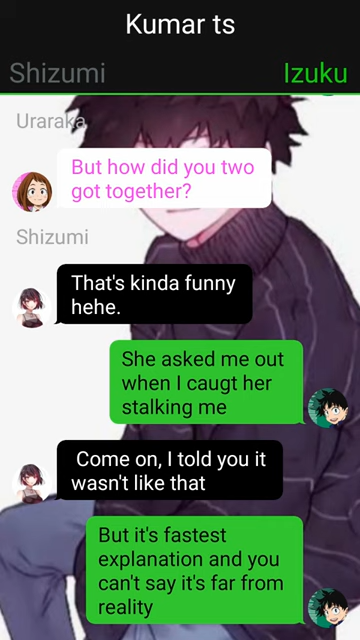 Kumar ts
Shizumi Izuku
Uraraka
But how did you two
got together?
Shizumi
That's kinda funny
hehe.
She asked me out
when I caugt her
stalking me
Come on, I told you it
wasn't like that
But it's fastest
explanation and you
can't say it's far from
reality